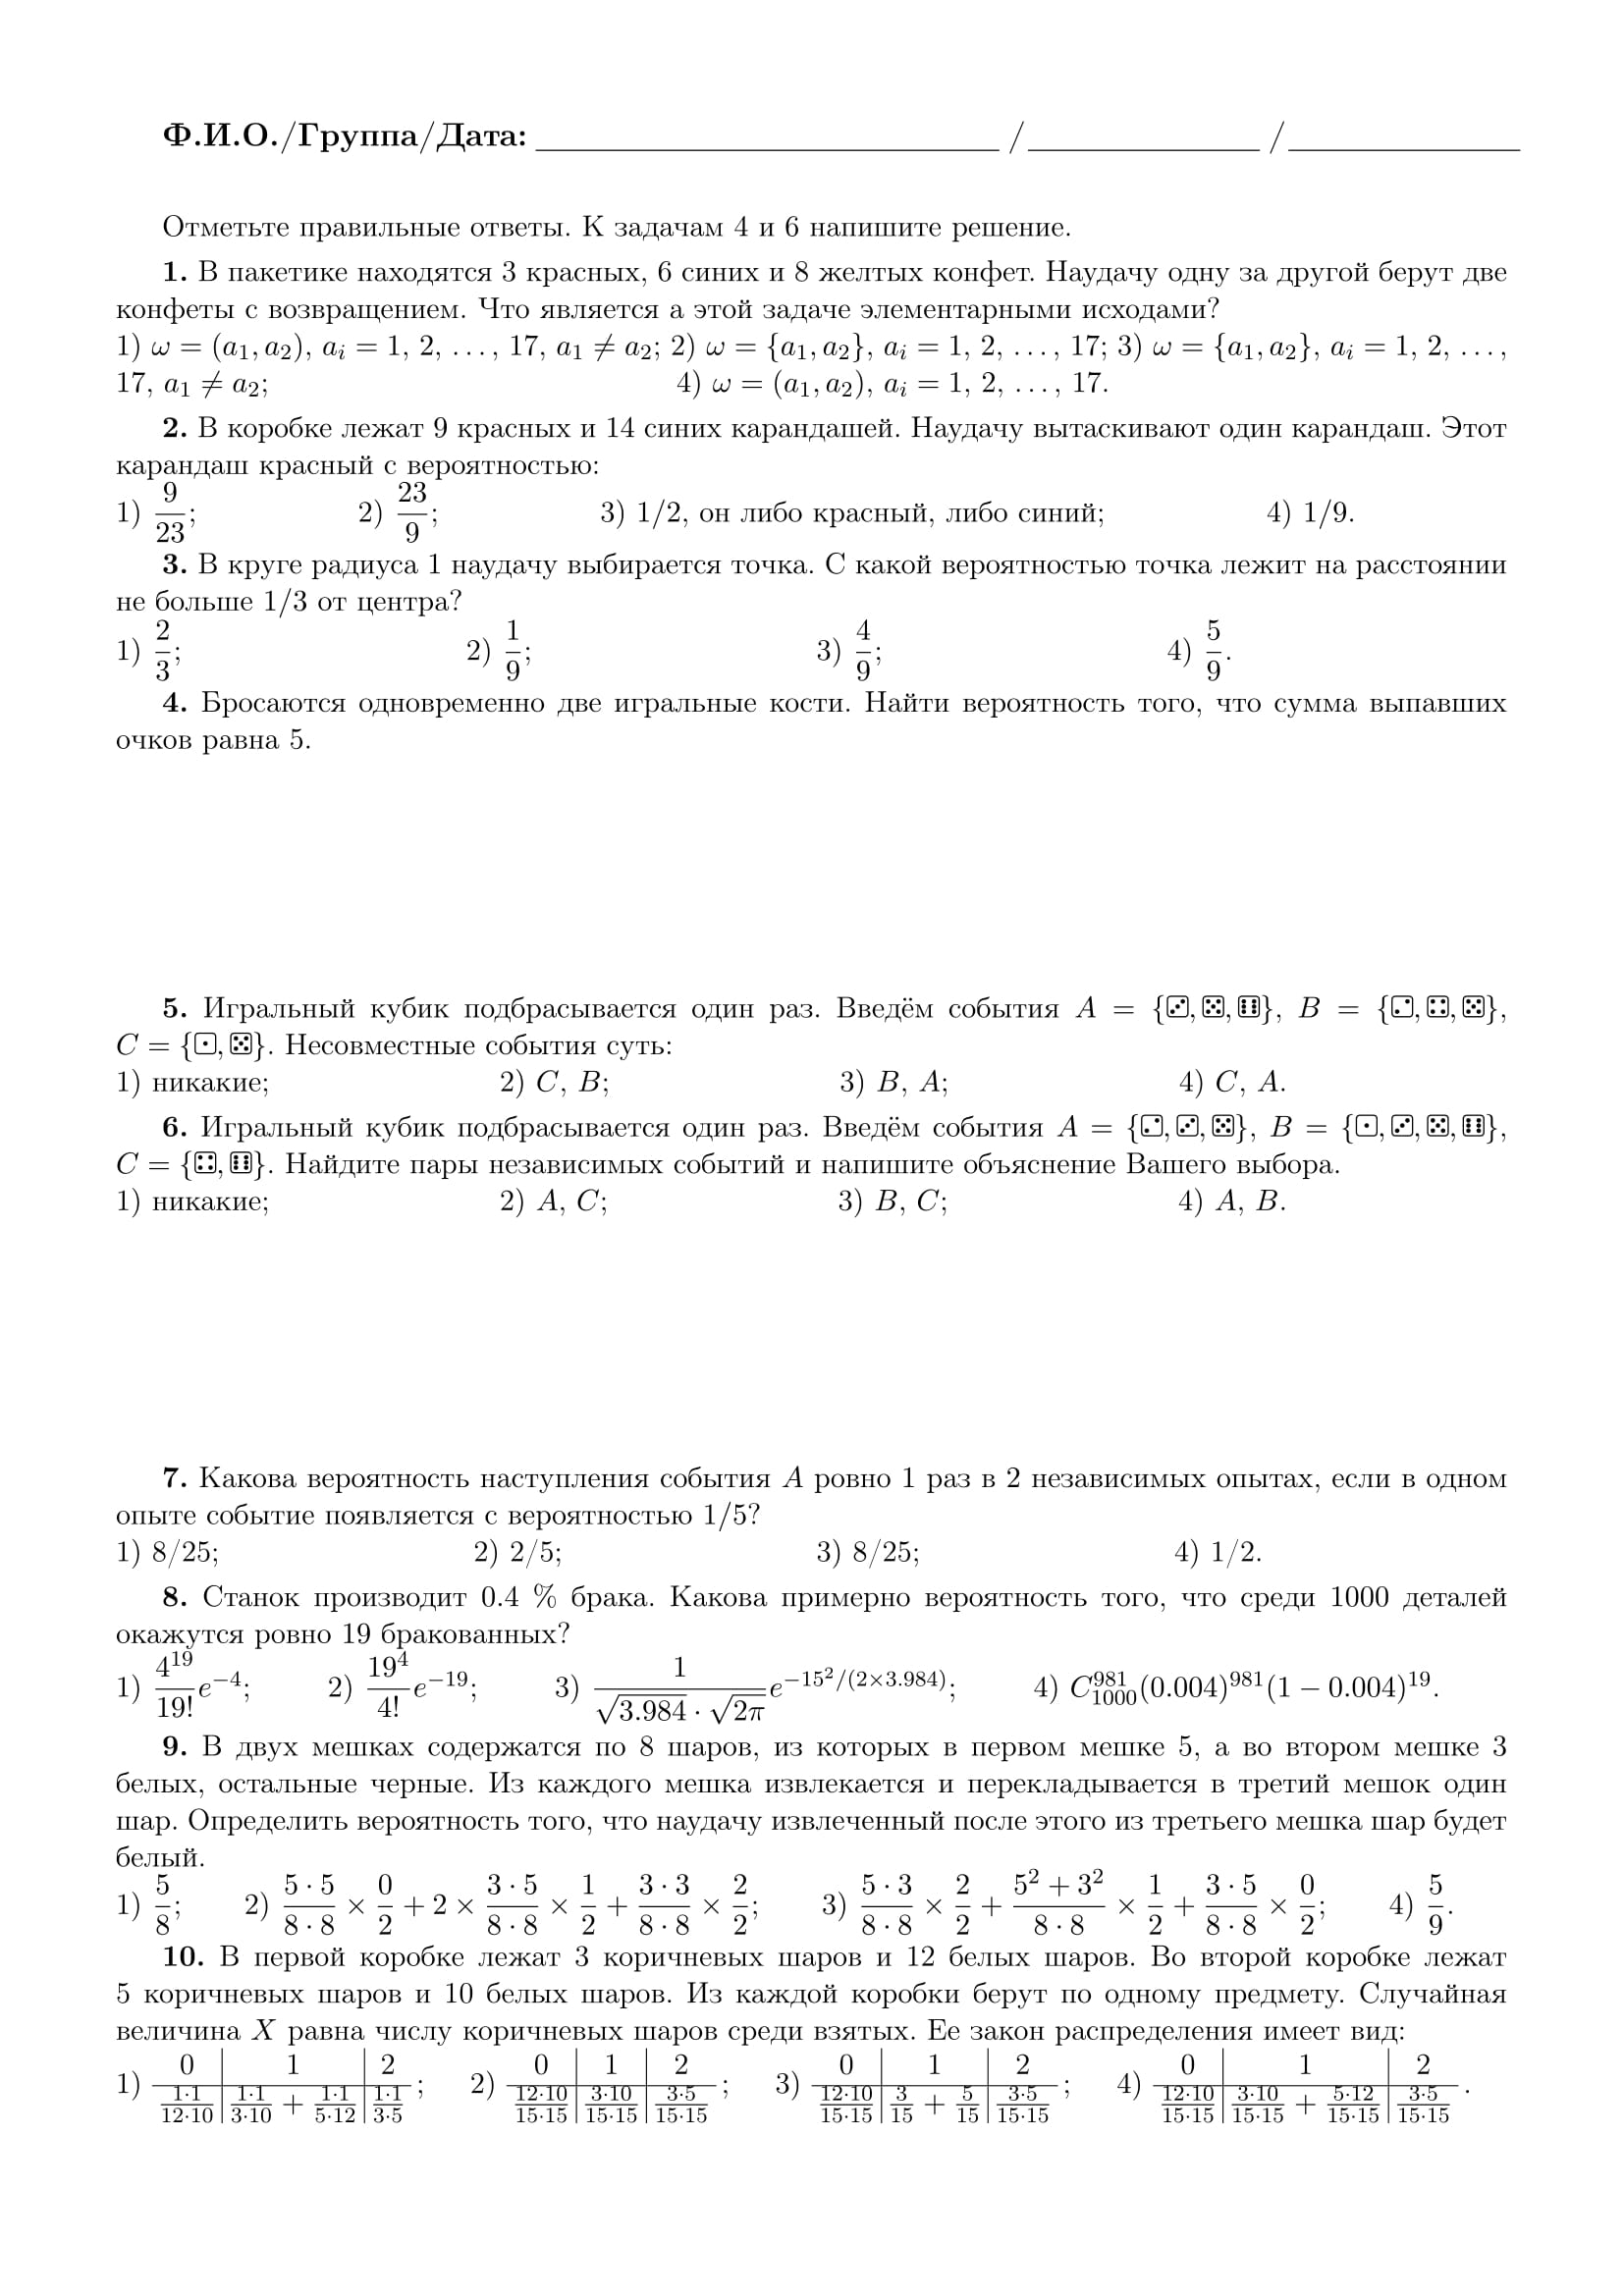 Ф.И.О./Группа/Дата: ______________________ / ___________ / ___________
Отметьте правильные ответы. К задачам 4 и 6 напишите решение.
1. В пакетике находятся 3 красных, 6 синих и 8 желтых конфет. Наудачу одну за другой берут две
конфеты с возвращением. Что является а этой задаче элементарными исходами?
1) ω = (a₁, a₂), aᵢ = 1, 2, …, 17, a₁ ≠ a₂; 2) ω = {a₁, a₂}, aᵢ = 1, 2, …, 17; 3) ω = {a₁, a₂}, aᵢ = 1, 2, …,
17, a₁ ≠ a₂; 4) ω = (a₁, a₂), aᵢ = 1, 2, …, 17.
2. В коробке лежат 9 красных и 14 синих карандашей. Наудачу вытаскивают один карандаш. Этот
карандаш красный с вероятностью:
1) 9/23; 2) 23/9; 3) 1/2, он либо красный, либо синий; 4) 1/9.
3. В круге радиуса 1 наудачу выбирается точка. С какой вероятностью точка лежит на расстоянии
не больше 1/3 от центра?
1) 2/3; 2) 1/9; 3) 4/9; 4) 5/9.
4. Бросаются одновременно две игральные кости. Найти вероятность того, что сумма выпавших
очков равна 5.
5. Игральный кубик подбрасывается один раз. Введём события A = {⚂, ⚄, ⚅}, B = {⚁, ⚃, ⚄},
C = {⚀, ⚄}. Несовместные события суть:
1) никакие; 2) C, B; 3) B, A; 4) C, A.
6. Игральный кубик подбрасывается один раз. Введём события A = {⚁, ⚂, ⚄}, B = {⚀, ⚂, ⚄, ⚅},
C = {⚃, ⚅}. Найдите пары независимых событий и напишите объяснение Вашего выбора.
1) никакие; 2) A, C; 3) B, C; 4) A, B.
7. Какова вероятность наступления события A ровно 1 раз в 2 независимых опытах, если в одном
опыте событие появляется с вероятностью 1/5?
1) 8/25; 2) 2/5; 3) 8/25; 4) 1/2.
8. Станок производит 0.4 % брака. Какова примерно вероятность того, что среди 1000 деталей
окажутся ровно 19 бракованных?
1) 4¹⁹/19! e⁻⁴; 2) 19⁴/4! e⁻¹⁹; 3) 1/(√3.984 · √2π) e^(−15²/(2×3.984)); 4) C₁₀₀₀⁹⁸¹(0.004)⁹⁸¹(1 − 0.004)¹⁹.
9. В двух мешках содержатся по 8 шаров, из которых в первом мешке 5, а во втором мешке 3
белых, остальные черные. Из каждого мешка извлекается и перекладывается в третий мешок один
шар. Определить вероятность того, что наудачу извлеченный после этого из третьего мешка шар будет
белый.
1) 5/8; 2) (5·5)/(8·8) × 0/2 + 2 × (3·5)/(8·8) × 1/2 + (3·3)/(8·8) × 2/2; 3) (5·3)/(8·8) × 2/2 + (5² + 3²)/(8·8) × 1/2 + (3·5)/(8·8) × 0/2; 4) 5/9.
10. В первой коробке лежат 3 коричневых шаров и 12 белых шаров. Во второй коробке лежат
5 коричневых шаров и 10 белых шаров. Из каждой коробки берут по одному предмету. Случайная
величина X равна числу коричневых шаров среди взятых. Ее закон распределения имеет вид:
0 | 1 | 2 0 | 1 | 2 0 | 1 | 2 0 | 1 | 2
1) (1·1)/(12·10) | (1·1)/(3·10) + (1·1)/(5·12) | (1·1)/(3·5); 2) (12·10)/(15·15) | (3·10)/(15·15) | (3·5)/(15·15); 3) (12·10)/(15·15) | 3/15 + 5/15 | (3·5)/(15·15); 4) (12·10)/(15·15) | (3·10)/(15·15) + (5·12)/(15·15) | (3·5)/(15·15).